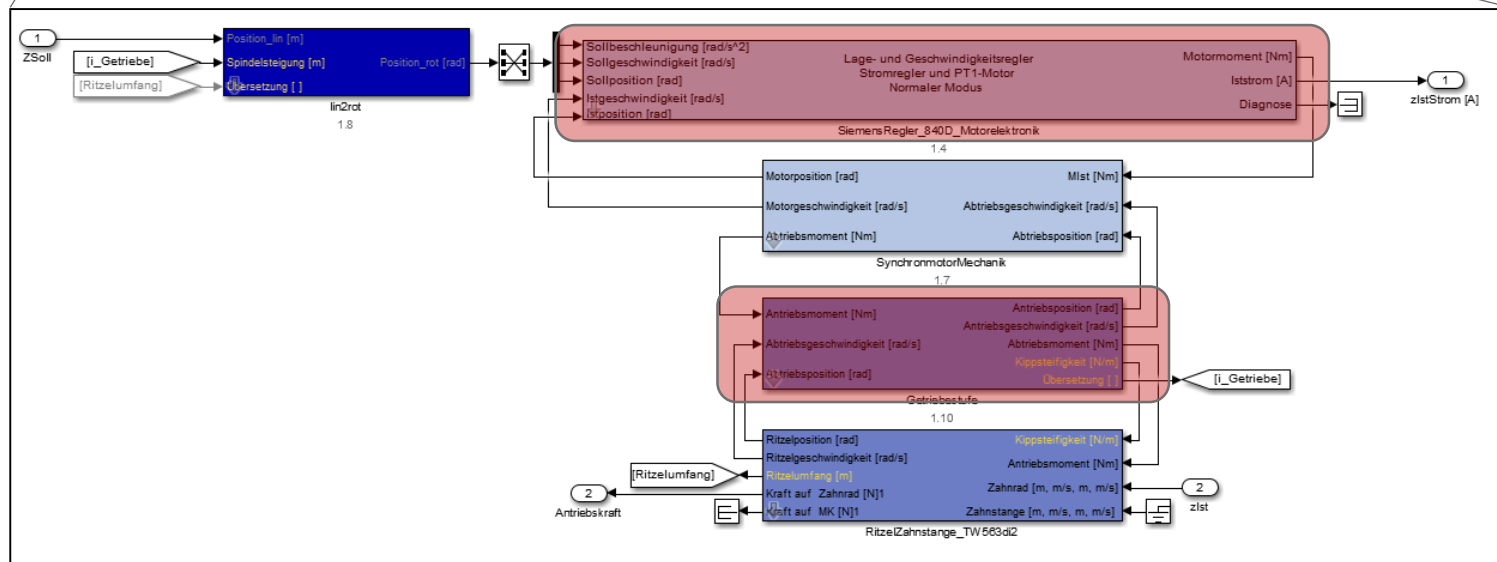 1
ZSoll
[i_Getriebe]
[Ritzelumfang]
Position_lin [m]
Spindelsteigung [m]
Übersetzung [ ]
Position_rot [rad]
lin2rot
1.8
Sollbeschleunigung [rad/s^2]
Sollgeschwindigkeit [rad/s]
Sollposition [rad]
Istgeschwindigkeit [rad/s]
Istposition [rad]
Lage- und Geschwindigkeitsregler
Stromregler und PT1-Motor
Normaler Modus
Motormoment [Nm]
Iststrom [A]
Diagnose
SiemensRegler_840D_Motorelektronik
1.4
1
zIstStrom [A]
Motorposition [rad]
Motorgeschwindigkeit [rad/s]
Abtriebsmoment [Nm]
MIst [Nm]
Abtriebsgeschwindigkeit [rad/s]
Abtriebsposition [rad]
SynchronmotorMechanik
1.7
Antriebsmoment [Nm]
Abtriebsgeschwindigkeit [rad/s]
Abtriebsposition [rad]
Antriebsposition [rad]
Antriebsgeschwindigkeit [rad/s]
Abtriebsmoment [Nm]
Kippsteifigkeit [N/m]
Übersetzung [ ]
[i_Getriebe]
Getriebestufe
1.10
Ritzelposition [rad]
Ritzelgeschwindigkeit [rad/s]
Ritzelumfang [m]
Kraft auf Zahnrad [N]1
Kraft auf MK [N]1
Kippsteifigkeit [N/m]
Antriebsmoment [Nm]
Zahnrad [m, m/s, m, m/s]
Zahnstange [m, m/s, m, m/s]
RitzelZahnstange_TW563di2
[Ritzelumfang]
2
Antriebskraft
2
zIst